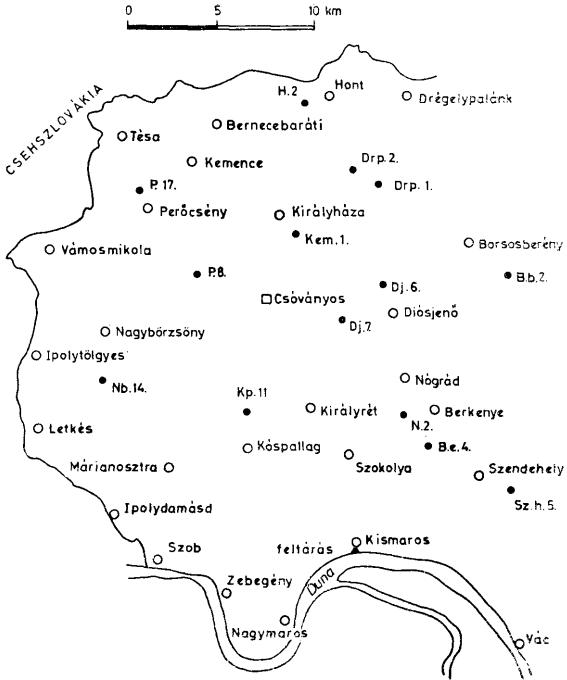 0 5 10 km
CSEHSZLOVÁKIA
H.2
Hont
Drégelypalánk
Bernecebaráti
Tésa
Kemence
Drp. 2.
P. 17.
Drp. 1.
Perőcsény
Királyháza
Kem. 1.
Borsosberény
Vámosmikola
P.8.
B.b.2.
Dj. 6.
Csóványos
Diósjenő
Dj.7.
Nagybörzsöny
Ipolytölgyes
Nógrád
Nb.14.
Kp.11
Királyrét
Berkenye
N.2.
Letkés
B.e.4.
Kóspallag
Szokolya
Márianosztra
Szendehely
Sz.h.5.
Ipolydamásd
Kismaros
feltárás
Szob
Duna
Zebegény
Nagymaros
Vác